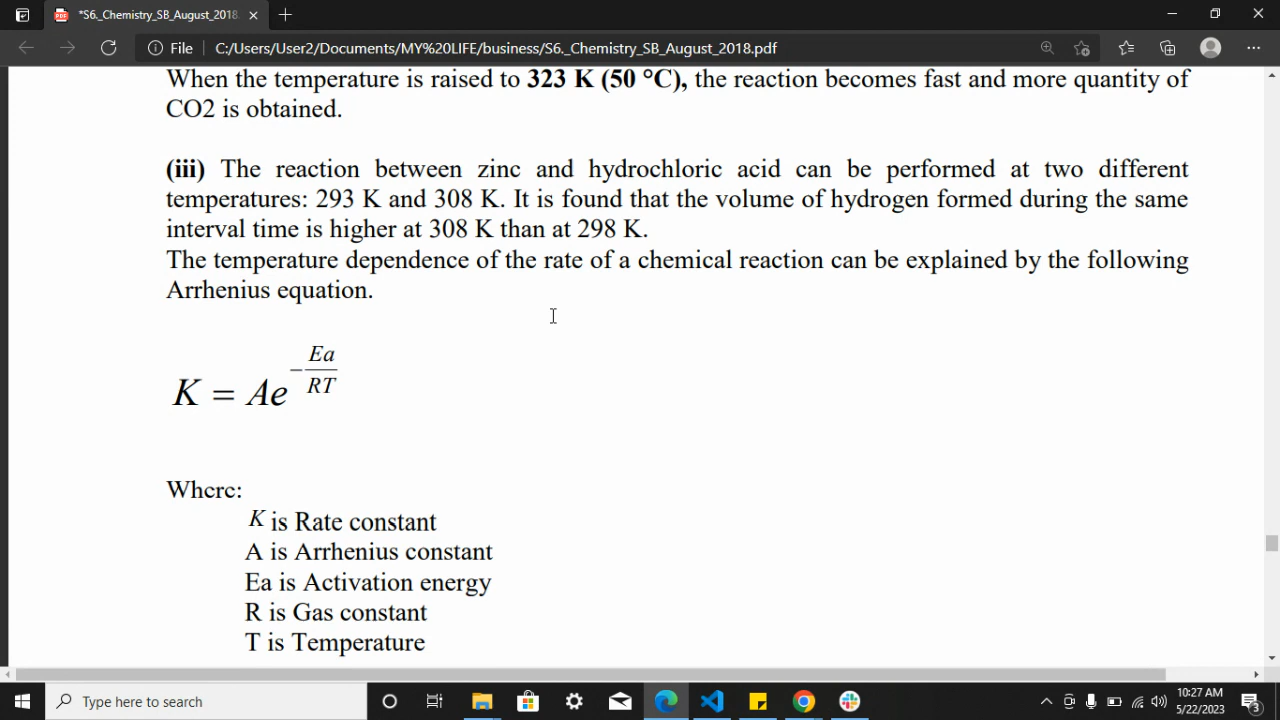 *S6._Chemistry_SB_August_2018.
File
C:/Users/User2/Documents/MY%20LIFE/business/S6._Chemistry_SB_August_2018.pdf
When the temperature is raised to 323 K (50 °C), the reaction becomes fast and more quantity of
CO2 is obtained.
(iii) The reaction between zinc and hydrochloric acid can be performed at two different
temperatures: 293 K and 308 K. It is found that the volume of hydrogen formed during the same
interval time is higher at 308 K than at 298 K.
The temperature dependence of the rate of a chemical reaction can be explained by the following
Arrhenius equation.
K = Ae^(-Ea/RT)
Where:
K is Rate constant
A is Arrhenius constant
Ea is Activation energy
R is Gas constant
T is Temperature
Type here to search
10:27 AM
5/22/2023
3